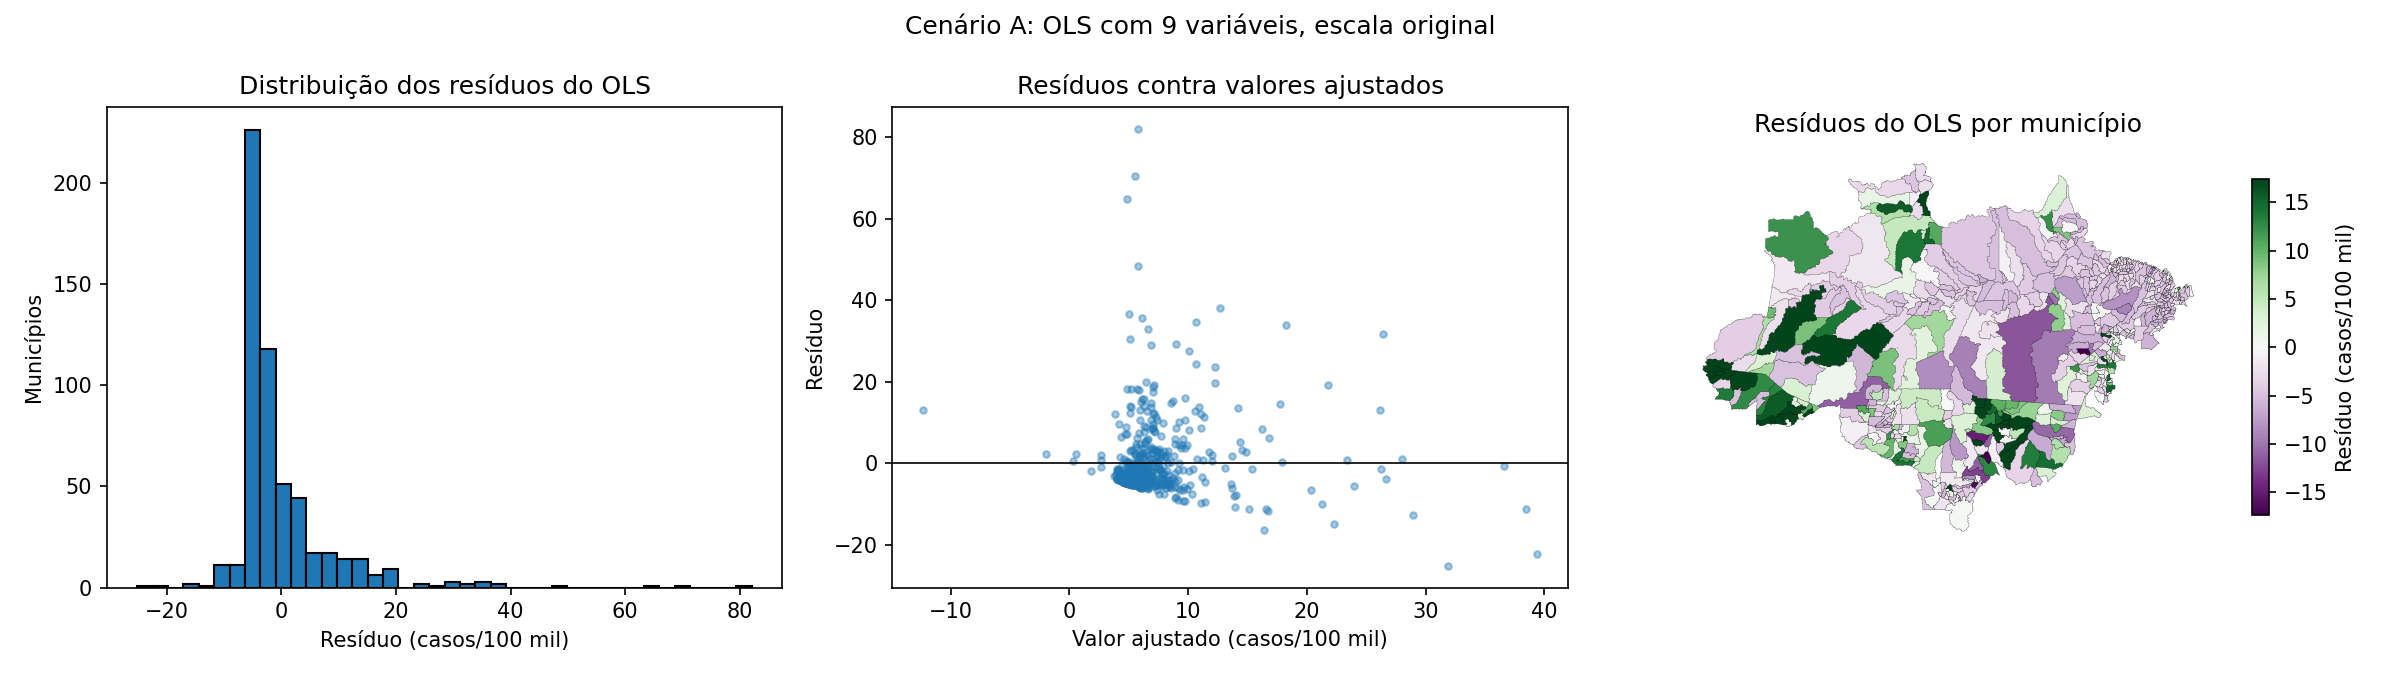 Cenário A: OLS com 9 variáveis, escala original
Distribuição dos resíduos do OLS
200
150
100
50
0
−20 0 20 40 60 80
Municípios
Resíduo (casos/100 mil)
Resíduos contra valores ajustados
80
60
40
20
0
−20
−10 0 10 20 30 40
Resíduo
Valor ajustado (casos/100 mil)
Resíduos do OLS por município
15
10
5
0
−5
−10
−15
Resíduo (casos/100 mil)